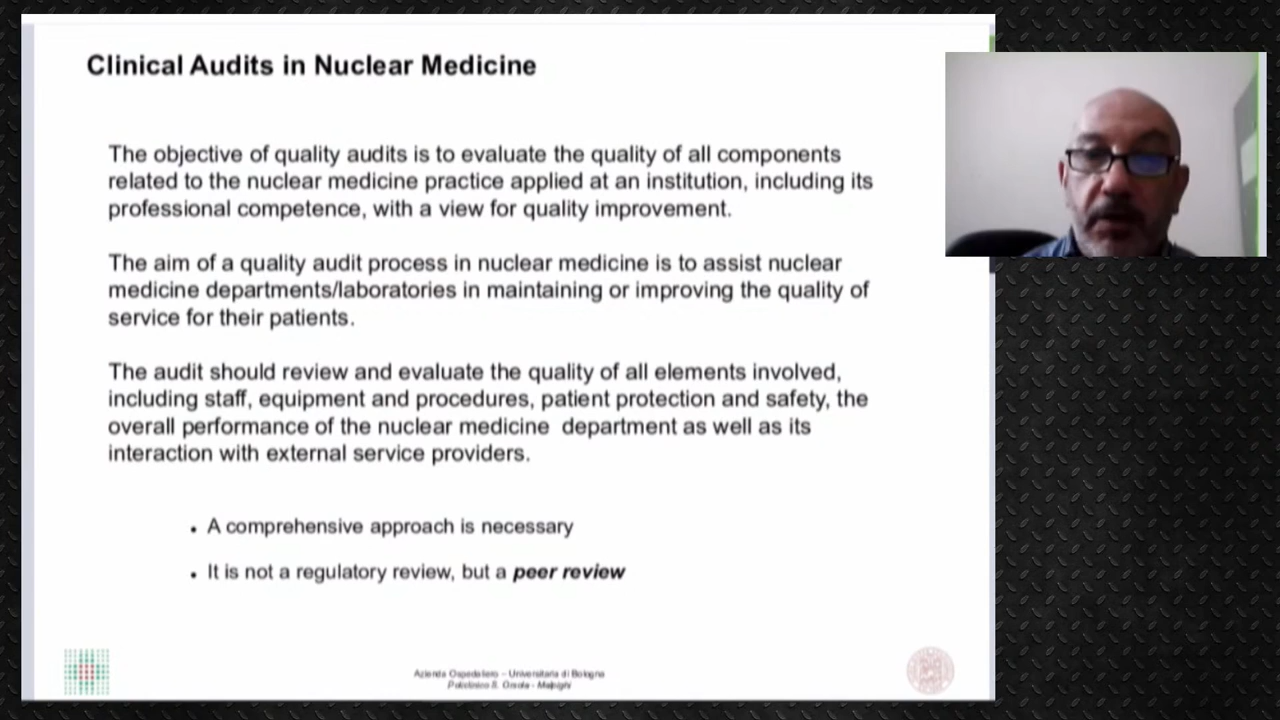 Clinical Audits in Nuclear Medicine
The objective of quality audits is to evaluate the quality of all components
related to the nuclear medicine practice applied at an institution, including its
professional competence, with a view for quality improvement.
The aim of a quality audit process in nuclear medicine is to assist nuclear
medicine departments/laboratories in maintaining or improving the quality of
service for their patients.
The audit should review and evaluate the quality of all elements involved,
including staff, equipment and procedures, patient protection and safety, the
overall performance of the nuclear medicine department as well as its
interaction with external service providers.
• A comprehensive approach is necessary
• It is not a regulatory review, but a peer review
Azienda Ospedaliero – Universitaria di Bologna
Policlinico S. Orsola - Malpighi